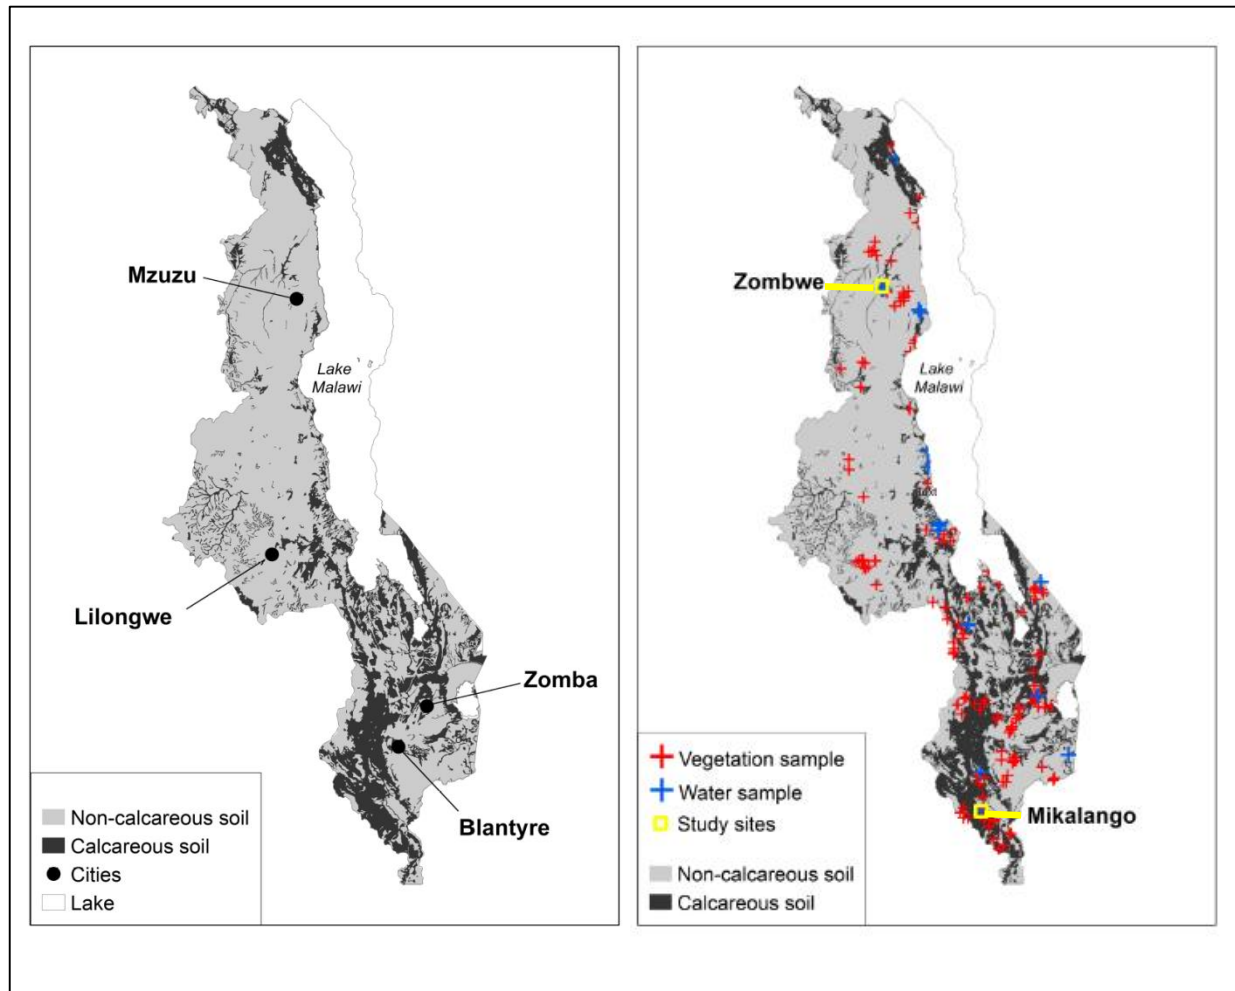 Mzuzu
Lake
Malawi
Lilongwe
Zomba
Blantyre
Non-calcareous soil
Calcareous soil
Cities
Lake
Zombwe
Lake
Malawi
Mikalango
Vegetation sample
Water sample
Study sites
Non-calcareous soil
Calcareous soil